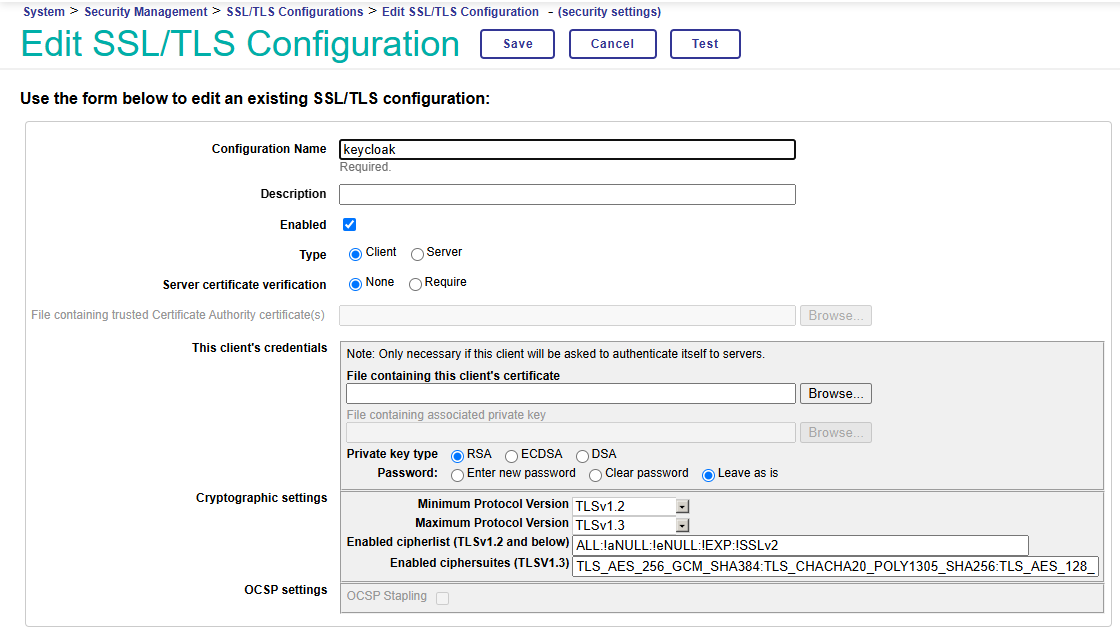 System > Security Management > SSL/TLS Configurations > Edit SSL/TLS Configuration - (security settings)
Edit SSL/TLS Configuration Save Cancel Test
Use the form below to edit an existing SSL/TLS configuration:
Configuration Name keycloak
Required.
Description
Enabled
Type Client Server
Server certificate verification None Require
File containing trusted Certificate Authority certificate(s) Browse...
This client's credentials
Note: Only necessary if this client will be asked to authenticate itself to servers.
File containing this client's certificate
Browse...
File containing associated private key
Browse...
Private key type RSA ECDSA DSA
Password: Enter new password Clear password Leave as is
Cryptographic settings
Minimum Protocol Version TLSv1.2
Maximum Protocol Version TLSv1.3
Enabled cipherlist (TLSv1.2 and below) ALL:!aNULL:!eNULL:!EXP:!SSLv2
Enabled ciphersuites (TLSV1.3) TLS_AES_256_GCM_SHA384:TLS_CHACHA20_POLY1305_SHA256:TLS_AES_128_
OCSP settings
OCSP Stapling